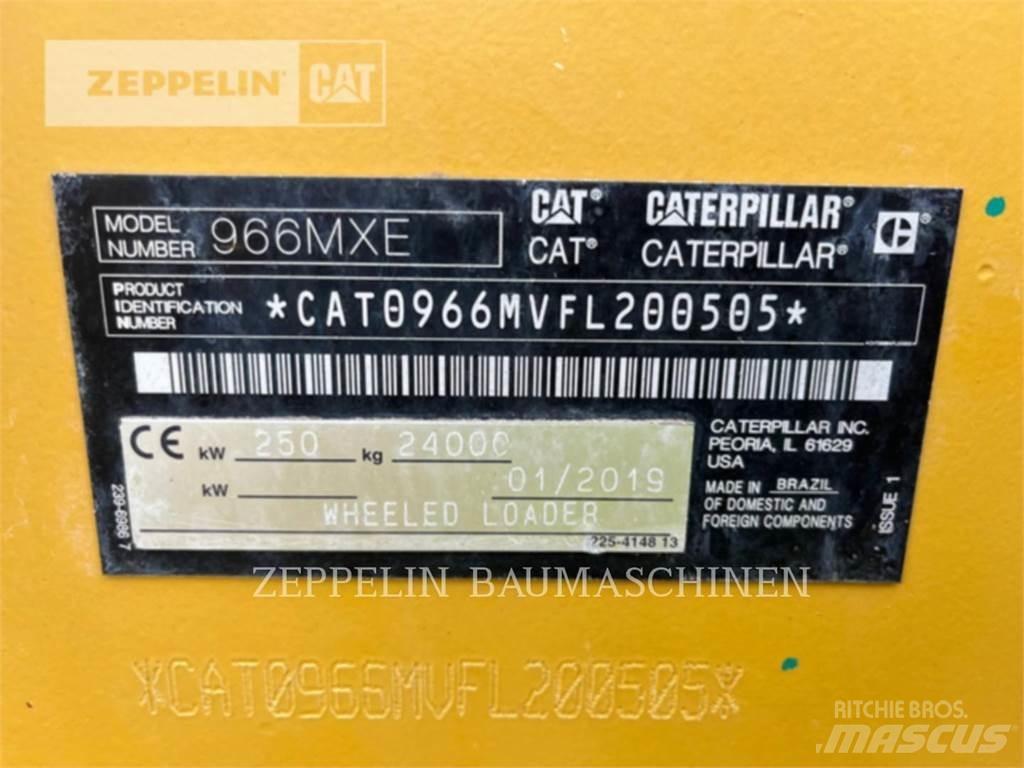 ZEPPELIN CAT
MODEL NUMBER 966MXE
CAT® CATERPILLAR®
CAT® CATERPILLAR®
PRODUCT IDENTIFICATION NUMBER *CAT0966MVFL200505*
CE kW 250 kg 24000
kW 01/2019
WHEELED LOADER
225-4148 13
CATERPILLAR INC.
PEORIA, IL 61629
USA
MADE IN BRAZIL
OF DOMESTIC AND
FOREIGN COMPONENTS
ISSUE 1
ZEPPELIN BAUMASCHINEN
*CAT0966MVFL200505*
RITCHIE BROS.
MASCUS